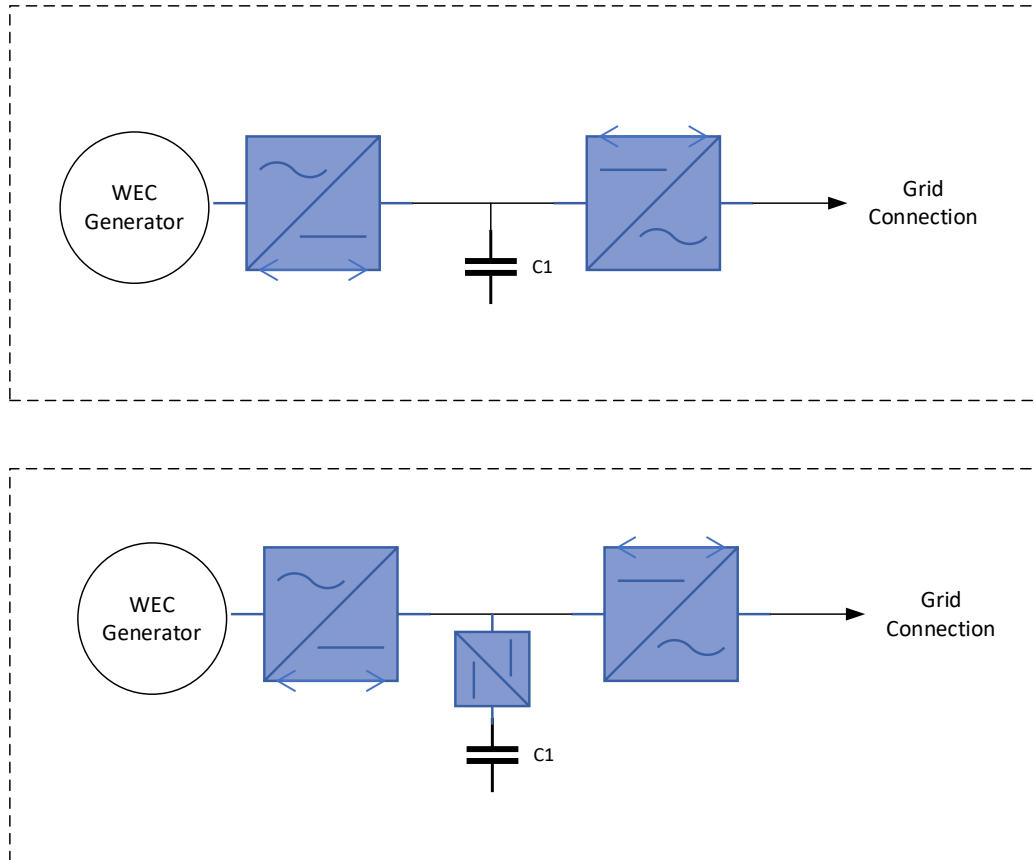 WEC
Generator
C1
Grid
Connection
WEC
Generator
C1
Grid
Connection